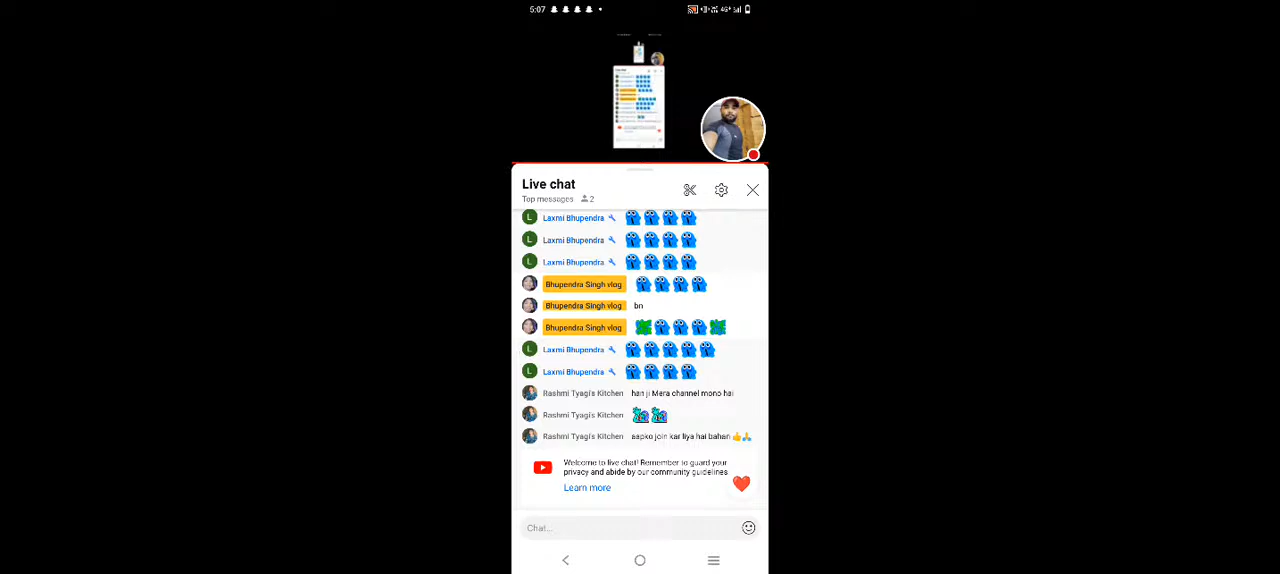 5:07
4G+
Live chat
Top messages 2
L Laxmi Bhupendra
L Laxmi Bhupendra
L Laxmi Bhupendra
Bhupendra Singh vlog
Bhupendra Singh vlog bn
Bhupendra Singh vlog
L Laxmi Bhupendra
L Laxmi Bhupendra
Rashmi Tyagi's Kitchen han ji Mera channel mono hai
Rashmi Tyagi's Kitchen
Rashmi Tyagi's Kitchen aapko join kar liya hai bahan 👍🙏
Welcome to live chat! Remember to guard your
privacy and abide by our community guidelines
Learn more
Chat...